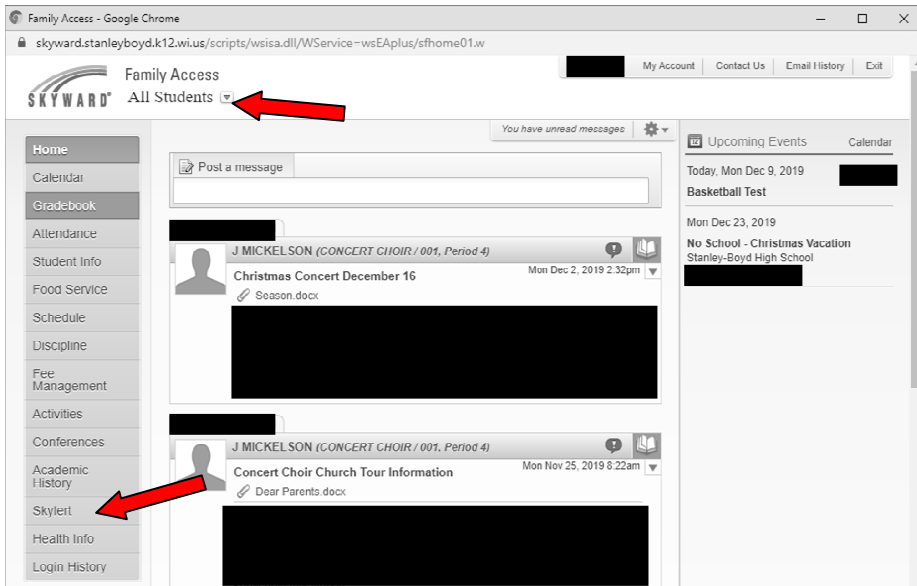 Family Access - Google Chrome
skyward.stanleyboyd.k12.wi.us/scripts/wsisa.dll/WService=wsEAplus/sfhome01.w
My Account Contact Us Email History Exit
SKYWARD
Family Access
All Students
You have unread messages
Home
Calendar
Gradebook
Attendance
Student Info
Food Service
Schedule
Discipline
Fee
Management
Activities
Conferences
Academic
History
Skylert
Health Info
Login History
Post a message
J MICKELSON (CONCERT CHOIR / 001, Period 4)
Christmas Concert December 16
Mon Dec 2, 2019 2:32pm
Season.docx
J MICKELSON (CONCERT CHOIR / 001, Period 4)
Concert Choir Church Tour Information
Mon Nov 25, 2019 8:22am
Dear Parents.docx
Upcoming Events
Calendar
Today, Mon Dec 9, 2019
Basketball Test
Mon Dec 23, 2019
No School - Christmas Vacation
Stanley-Boyd High School